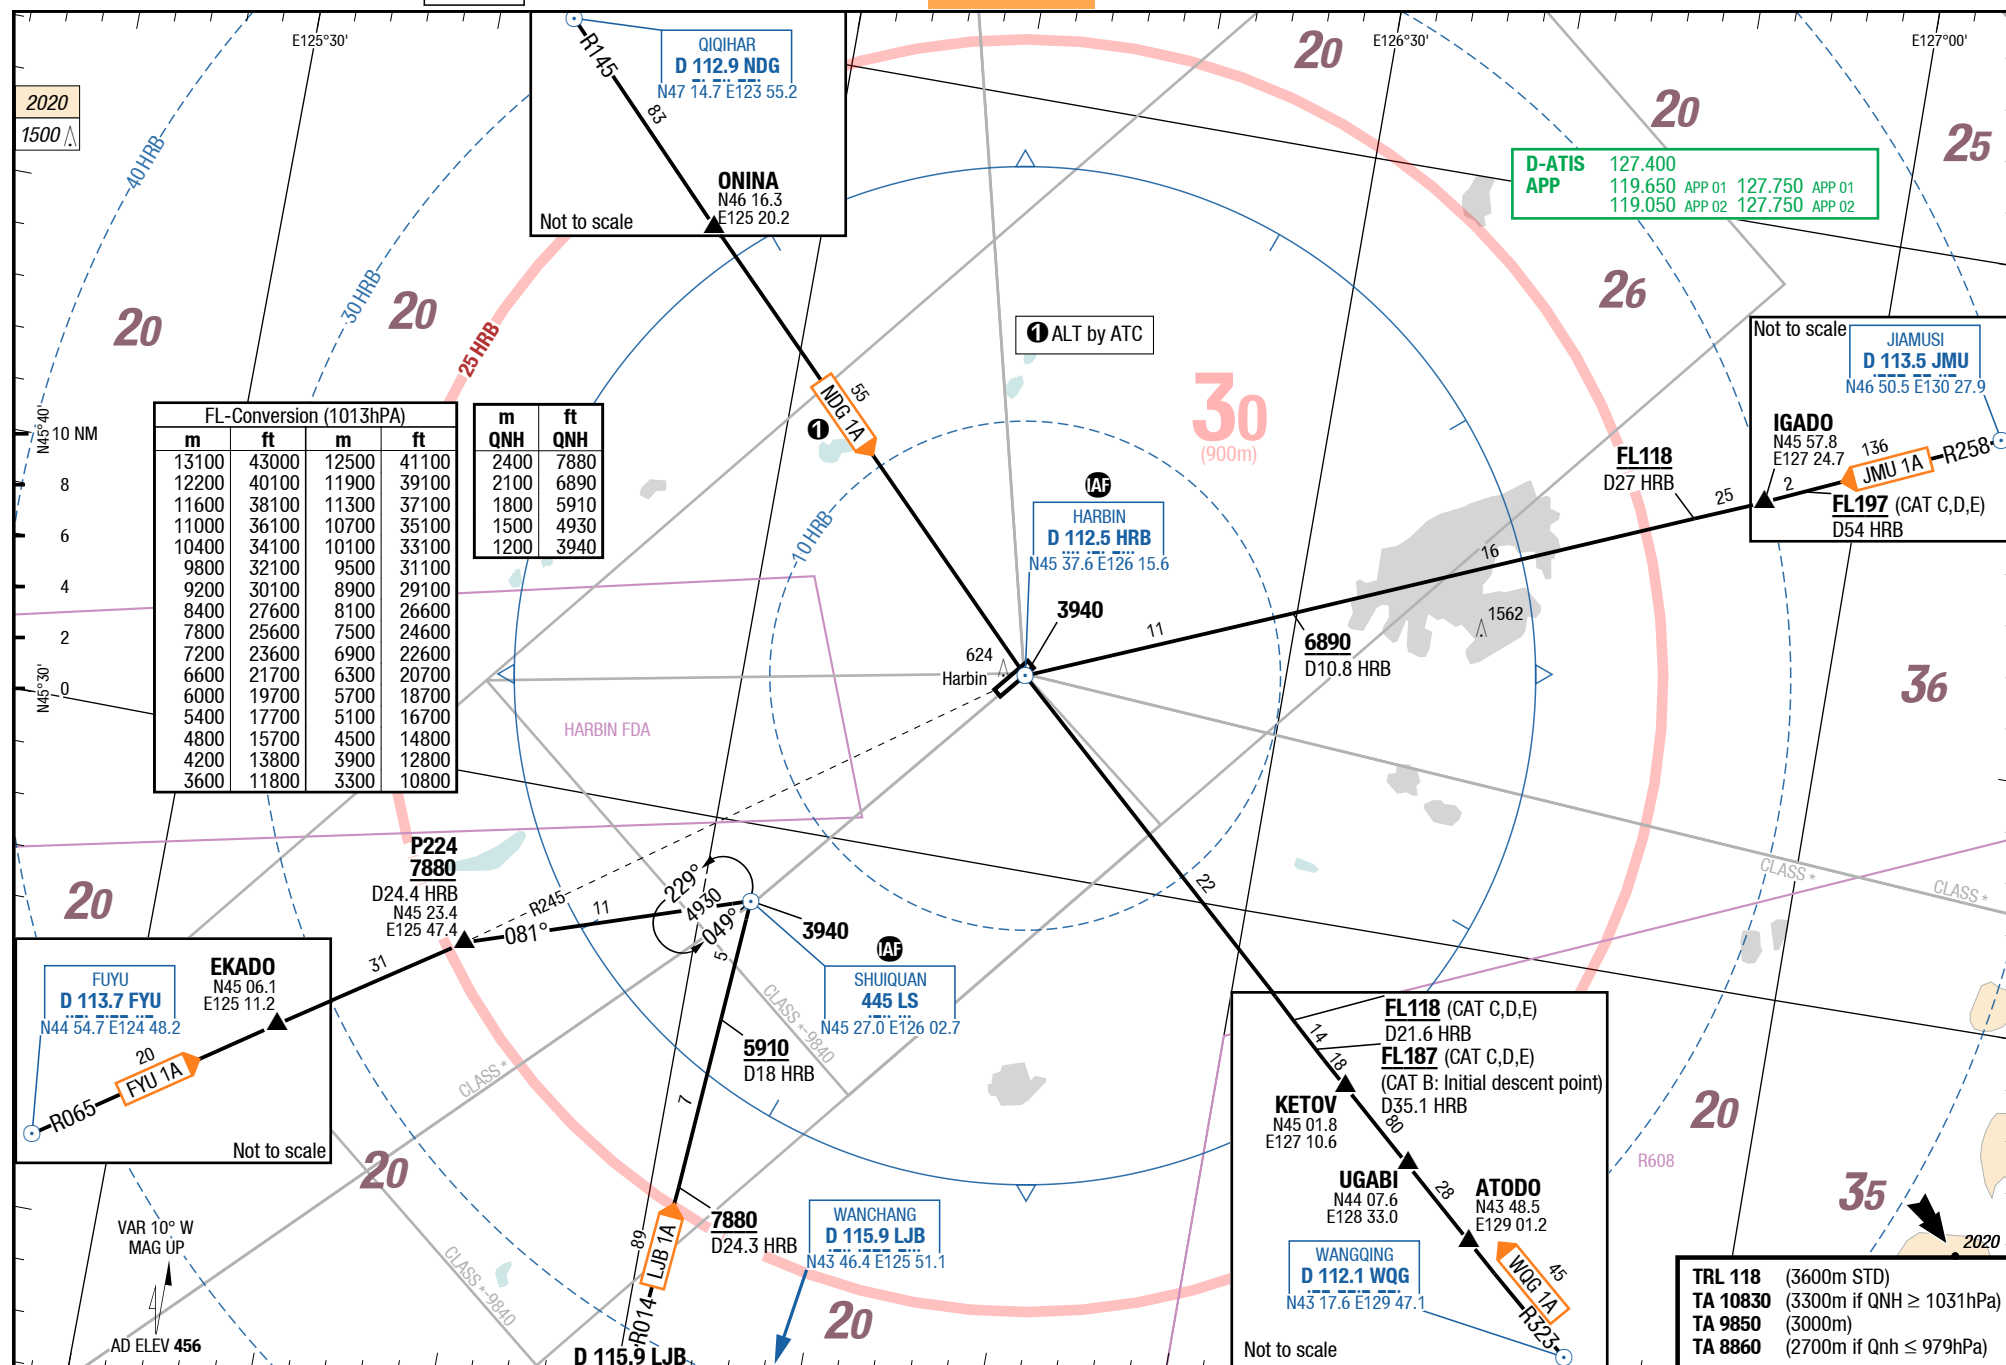 E125°30'
E126°30'
E127°00'
2020
1500
40 HRB
30 HRB
25 HRB
10 HRB
QIQIHAR
D 112.9 NDG
N47 14.7 E123 55.2
R145
83
ONINA
N46 16.3
E125 20.2
Not to scale
20
20
25
20
20
26
36
20
20
20
20
35
30
(900m)
D-ATIS 127.400
APP 119.650 APP 01 127.750 APP 01
119.050 APP 02 127.750 APP 02
1 ALT by ATC
55
NDG 1A
1
N45°40'
N45°30'
10 NM
8
6
4
2
0
FL-Conversion (1013hPA)
m ft m ft
13100 43000 12500 41100
12200 40100 11900 39100
11600 38100 11300 37100
11000 36100 10700 35100
10400 34100 10100 33100
9800 32100 9500 31100
9200 30100 8900 29100
8400 27600 8100 26600
7800 25600 7500 24600
7200 23600 6900 22600
6600 21700 6300 20700
6000 19700 5700 18700
5400 17700 5100 16700
4800 15700 4500 14800
4200 13800 3900 12800
3600 11800 3300 10800
m ft
QNH QNH
2400 7880
2100 6890
1800 5910
1500 4930
1200 3940
Not to scale
JIAMUSI
D 113.5 JMU
N46 50.5 E130 27.9
IGADO
N45 57.8
E127 24.7
136
JMU 1A
R258
2
FL197 (CAT C,D,E)
D54 HRB
FL118
D27 HRB
25
16
11
IAF
HARBIN
D 112.5 HRB
N45 37.6 E126 15.6
3940
6890
D10.8 HRB
1562
624
Harbin
HARBIN FDA
P224
7880
D24.4 HRB
N45 23.4
E125 47.4
R245
11
081°
229°
4930
049°
5
3940
IAF
SHUIQUAN
445 LS
N45 27.0 E126 02.7
31
EKADO
N45 06.1
E125 11.2
FUYU
D 113.7 FYU
N44 54.7 E124 48.2
20
FYU 1A
R065
Not to scale
CLASS *
CLASS *-9840
CLASS *-9840
CLASS *
CLASS *
5910
D18 HRB
7
7880
D24.3 HRB
89
LJB 1A
R014
D 115.9 LJB
WANCHANG
D 115.9 LJB
N43 46.4 E125 51.1
22
FL118 (CAT C,D,E)
D21.6 HRB
14
FL187 (CAT C,D,E)
(CAT B: Initial descent point)
D35.1 HRB
18
KETOV
N45 01.8
E127 10.6
80
UGABI
N44 07.6
E128 33.0
28
ATODO
N43 48.5
E129 01.2
WANGQING
D 112.1 WQG
N43 17.6 E129 47.1
45
WQG 1A
R323
Not to scale
R608
2020
VAR 10° W
MAG UP
AD ELEV 456
TRL 118 (3600m STD)
TA 10830 (3300m if QNH ≥ 1031hPa)
TA 9850 (3000m)
TA 8860 (2700m if Qnh ≤ 979hPa)